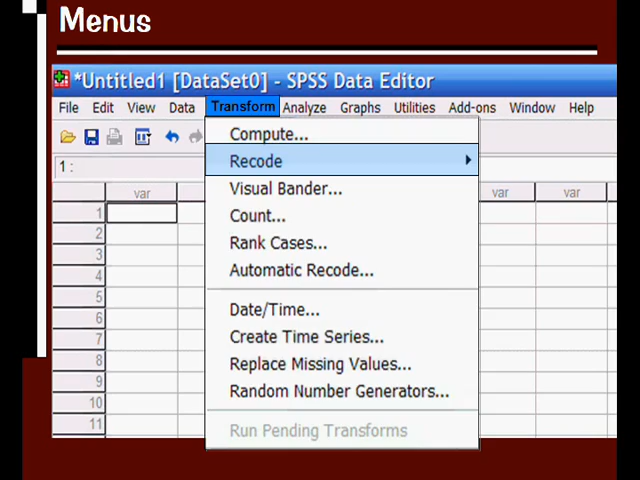 Menus
*Untitled1 [DataSet0] - SPSS Data Editor
File Edit View Data Transform Analyze Graphs Utilities Add-ons Window Help
Compute...
1 :
Recode
Visual Bander...
var var var
1
Count...
2
Rank Cases...
3
Automatic Recode...
4
5
Date/Time...
6
Create Time Series...
7
Replace Missing Values...
8
Random Number Generators...
9
10
Run Pending Transforms
11